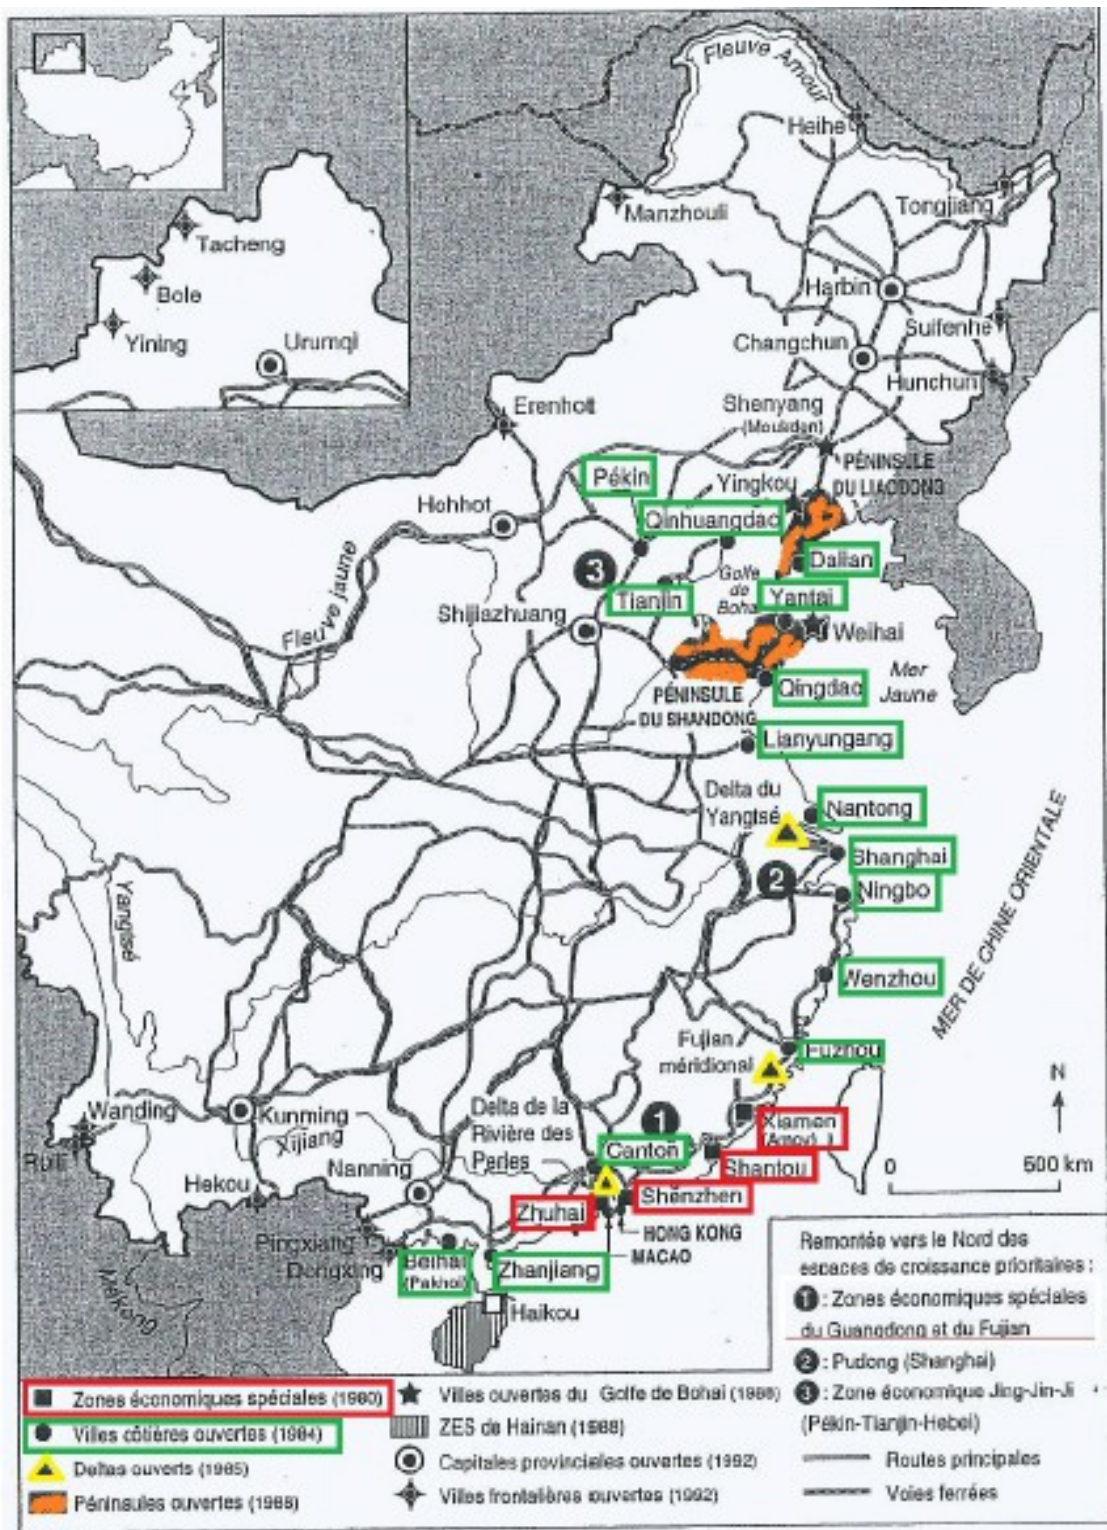 Fleuve Amour
Heihe
Manzhouli
Tongjiang
Tacheng
Bole
Yining
Urumqi
Harbin
Suifenhe
Changchun
Hunchun
Erenhott
Shenyang
(Moukden)
PÉNINSULE
DU LIAODONG
Pékin
Yingkou
Hohhot
Qinhuangdao
Dalian
3
Golfe
de
Bohai
Tianjin
Yantai
Fleuve jaune
Shijiazhuang
Weihai
Mer
Jaune
Qingdao
PÉNINSULE
DU SHANDONG
Lianyungang
Delta du
Yangtsé
Nantong
Shanghai
2
Ningbo
Yangtsé
MER DE CHINE ORIENTALE
Wenzhou
Fujian
méridional
Fuzhou
N
Wanding
Kunming
Xijiang
Delta de la
Rivière des
Perles
1
Xiamen
(Amoy)
Canton
Shantou
Ruili
Hekou
Nanning
0
500 km
Zhuhai
Shenzhen
HONG KONG
MACAO
Pingxiang
Dongxing
Beihai
(Pakhoi)
Zhanjiang
Haikou
Mékong
Remontée vers le Nord des
espaces de croissance prioritaires :
1 : Zones économiques spéciales
du Guangdong et du Fujian
2 : Pudong (Shanghai)
3 : Zone économique Jing-Jin-Ji
(Pékin-Tianjin-Hebei)
Routes principales
Voies ferrées
Zones économiques spéciales (1980)
Villes côtières ouvertes (1984)
Deltas ouverts (1985)
Péninsules ouvertes (1988)
Villes ouvertes du Golfe de Bohai (1988)
ZES de Hainan (1988)
Capitales provinciales ouvertes (1992)
Villes frontalières ouvertes (1992)